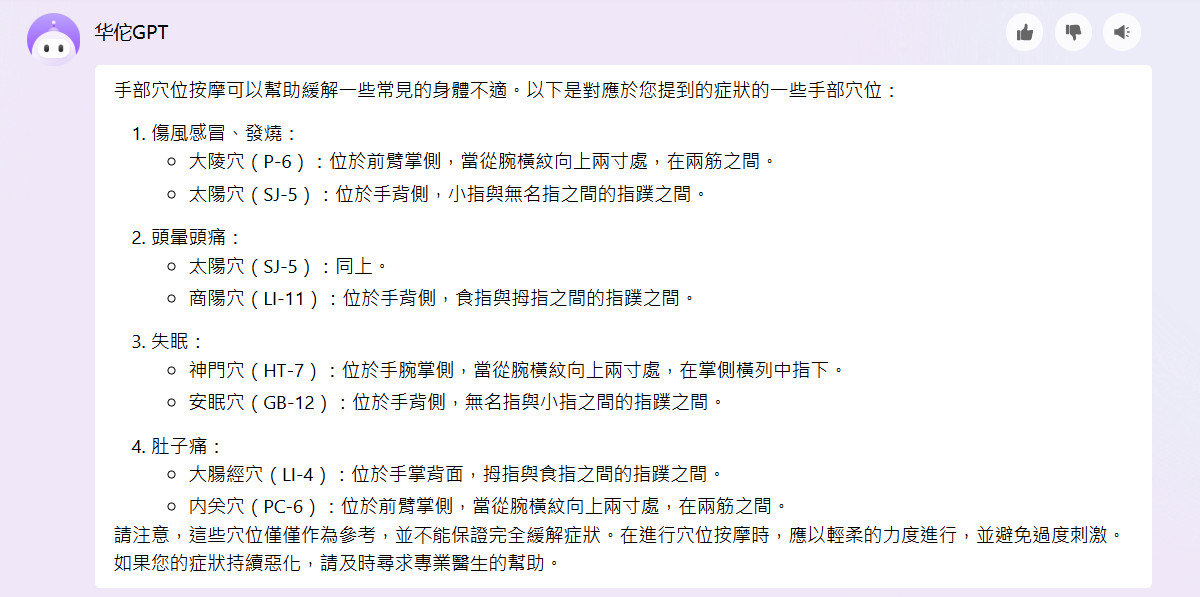 华佗GPT
手部穴位按摩可以幫助緩解一些常見的身體不適。以下是對應於您提到的症狀的一些手部穴位：
1. 傷風感冒、發燒：
大陵穴（P-6）：位於前臂掌側，當從腕橫紋向上兩寸處，在兩筋之間。
太陽穴（SJ-5）：位於手背側，小指與無名指之間的指蹼之間。
2. 頭暈頭痛：
太陽穴（SJ-5）：同上。
商陽穴（LI-11）：位於手背側，食指與拇指之間的指蹼之間。
3. 失眠：
神門穴（HT-7）：位於手腕掌側，當從腕橫紋向上兩寸處，在掌側橫列中指下。
安眠穴（GB-12）：位於手背側，無名指與小指之間的指蹼之間。
4. 肚子痛：
大腸經穴（LI-4）：位於手掌背面，拇指與食指之間的指蹼之間。
内关穴（PC-6）：位於前臂掌側，當從腕橫紋向上兩寸處，在兩筋之間。
請注意，這些穴位僅僅作為參考，並不能保證完全緩解症狀。在進行穴位按摩時，應以輕柔的力度進行，並避免過度刺激。
如果您的症狀持續惡化，請及時尋求專業醫生的幫助。